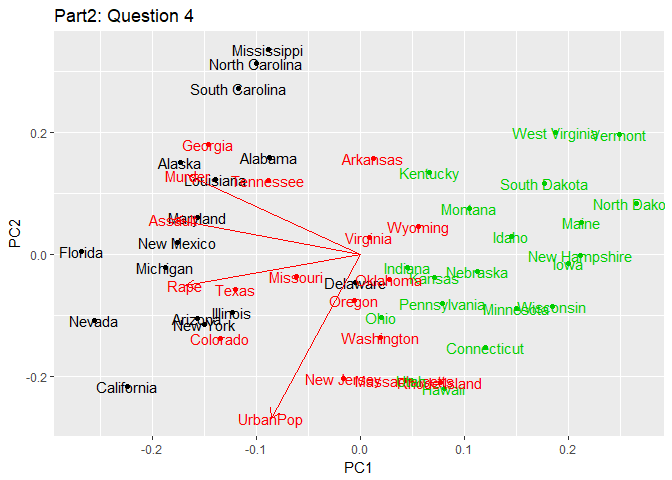 Part2: Question 4
Mississippi
North Carolina
South Carolina
0.2
West Virginia
Vermont
Georgia
Alaska
Alabama
Arkansas
Murder
Louisiana
Tennessee
Kentucky
South Dakota
North Dako
Montana
Assault
Maryland
Wyoming
Maine
Virginia
Idaho
New Mexico
PC2
0.0
Florida
New Hampshire
Iowa
Michigan
Indiana
Missouri
Kansas
Nebraska
Oklahoma
Delaware
Rape
Texas
Oregon
Pennsylvania
Minnesota
Wisconsin
Illinois
Arizona
New York
Nevada
Ohio
Colorado
Washington
Connecticut
-0.2
New Jersey
Massachusetts
Rhode Island
California
Hawaii
UrbanPop
-0.2
-0.1
0.0
0.1
0.2
PC1